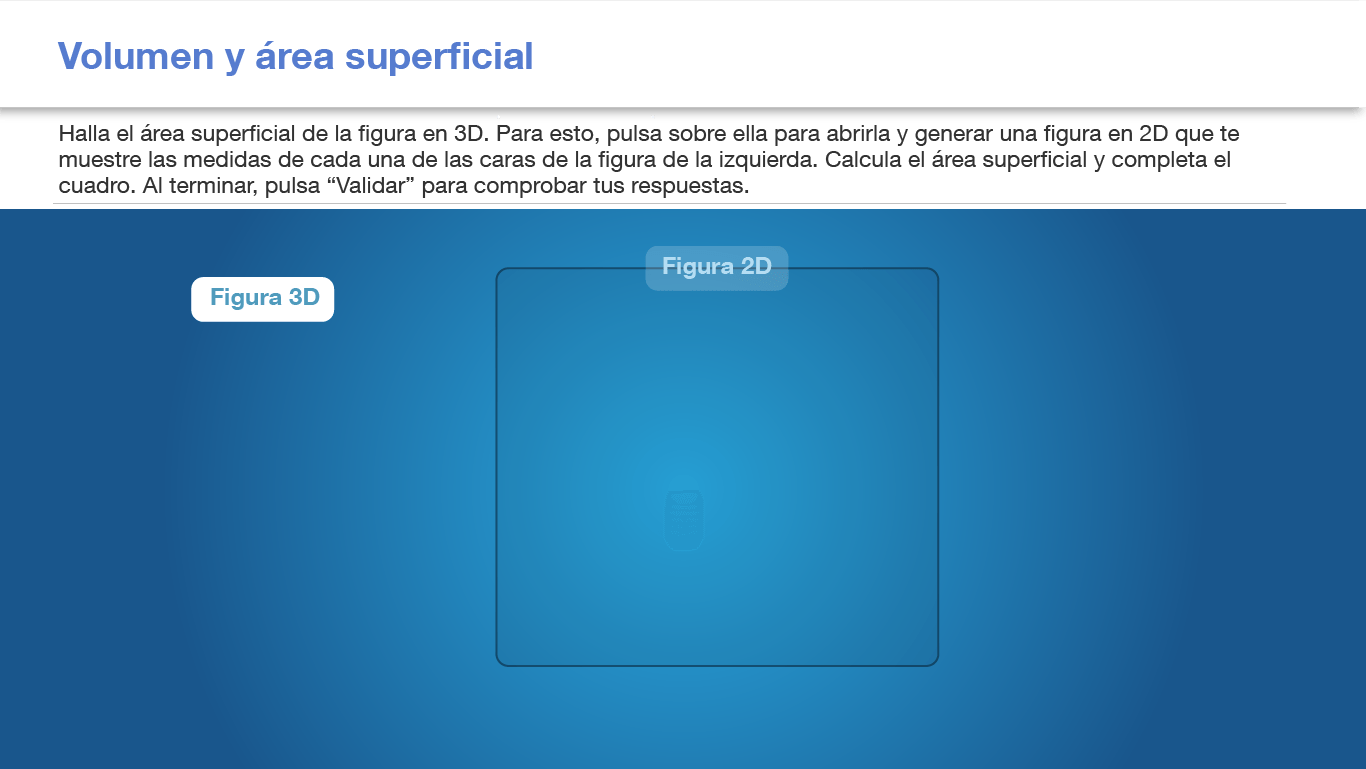 Volumen y área superficial
Halla el área superficial de la figura en 3D. Para esto, pulsa sobre ella para abrirla y generar una figura en 2D que te
muestre las medidas de cada una de las caras de la figura de la izquierda. Calcula el área superficial y completa el
cuadro. Al terminar, pulsa “Validar” para comprobar tus respuestas.
Figura 2D
Figura 3D